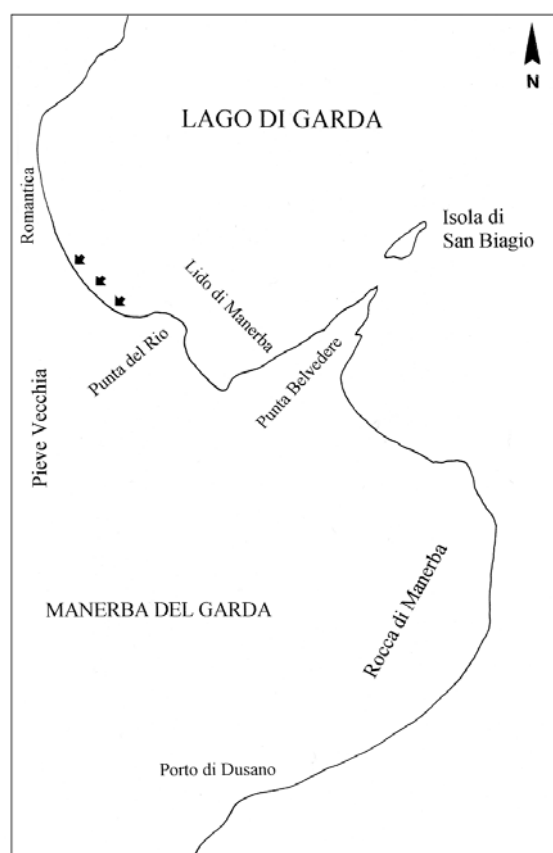 N
LAGO DI GARDA
Romantica
Isola di
San Biagio
Lido di Manerba
Punta del Rio
Punta Belvedere
Pieve Vecchia
Rocca di Manerba
MANERBA DEL GARDA
Porto di Dusano